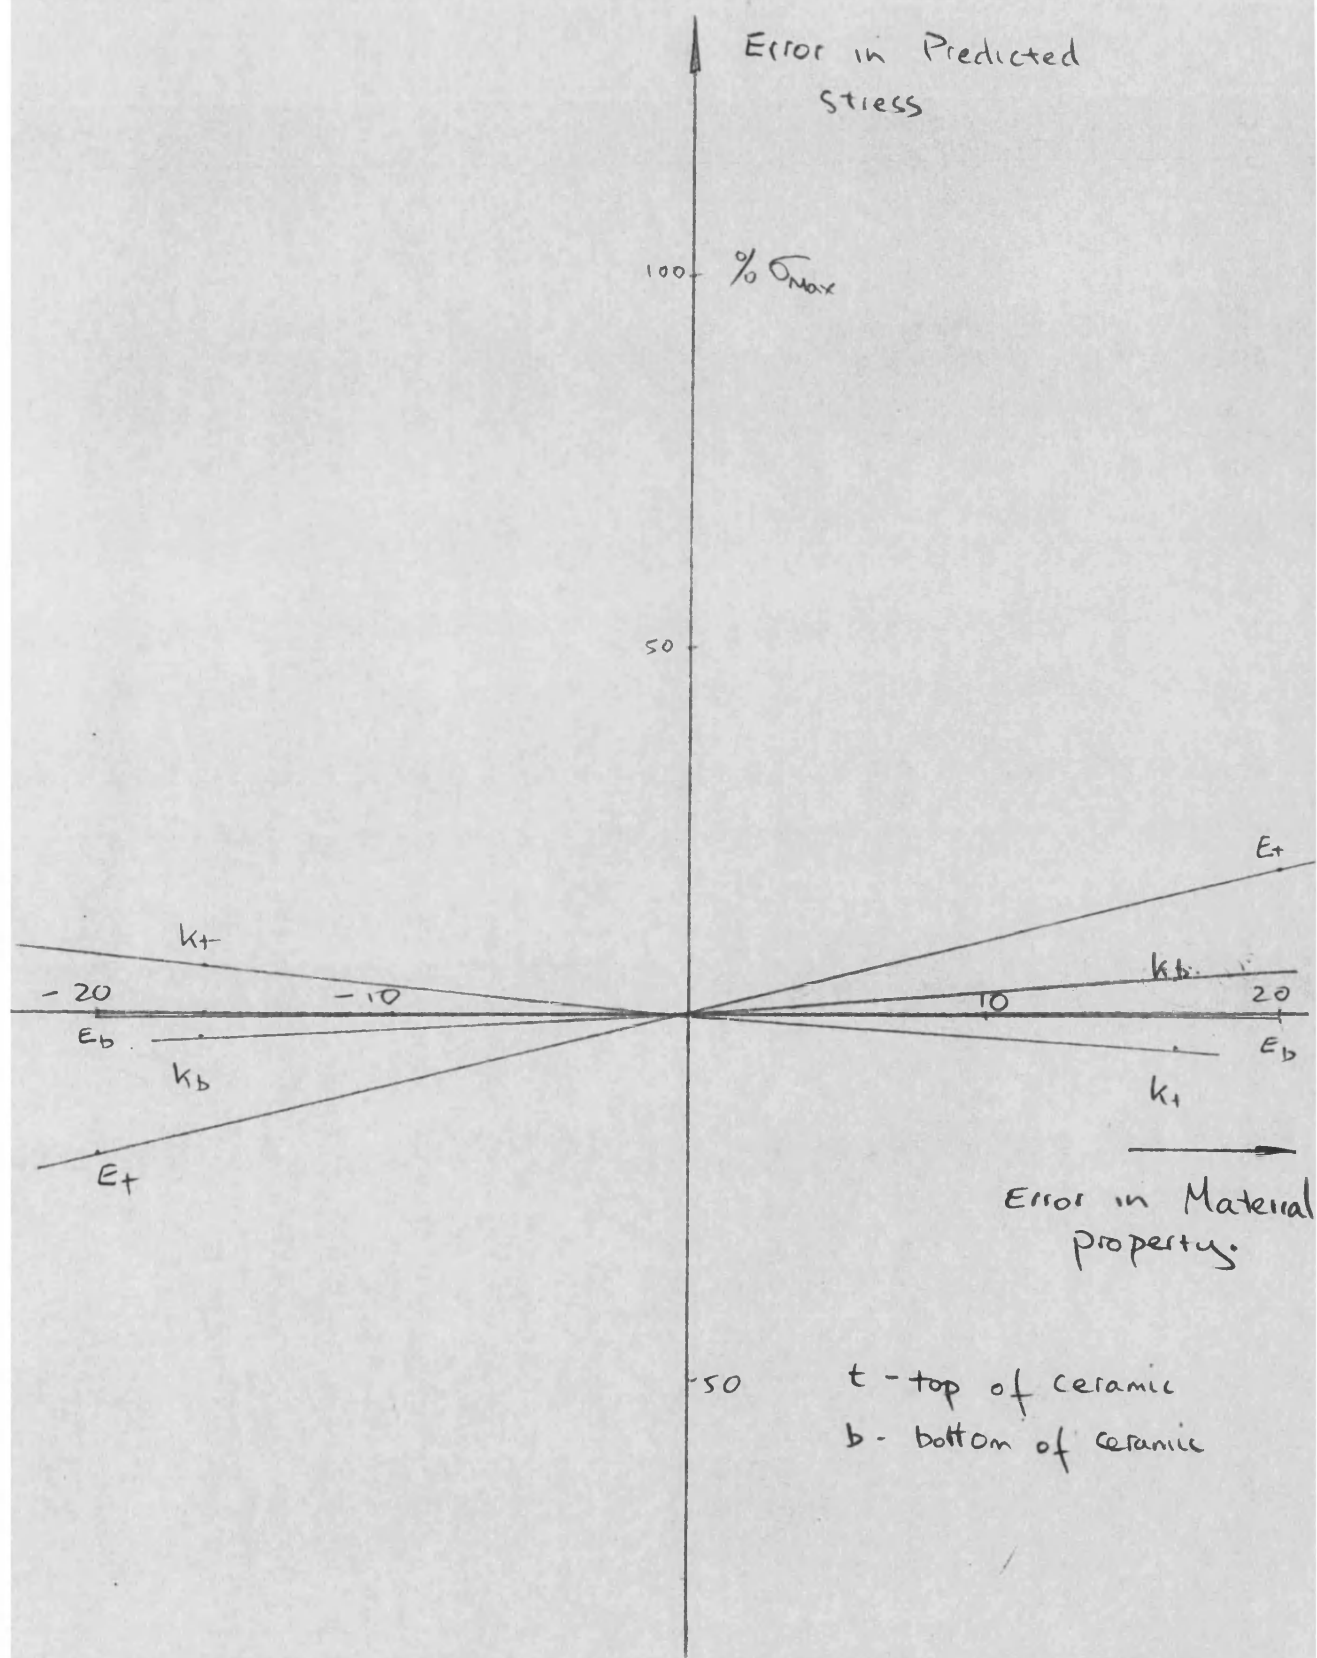 Error in Predicted
stress
100 % σMax
50
Et
Kt
kb
- 20
- 10
10
20
Eb
Eb
kb
kt
Et
Error in Material
property.
-50
t - top of ceramic
b - bottom of ceramic